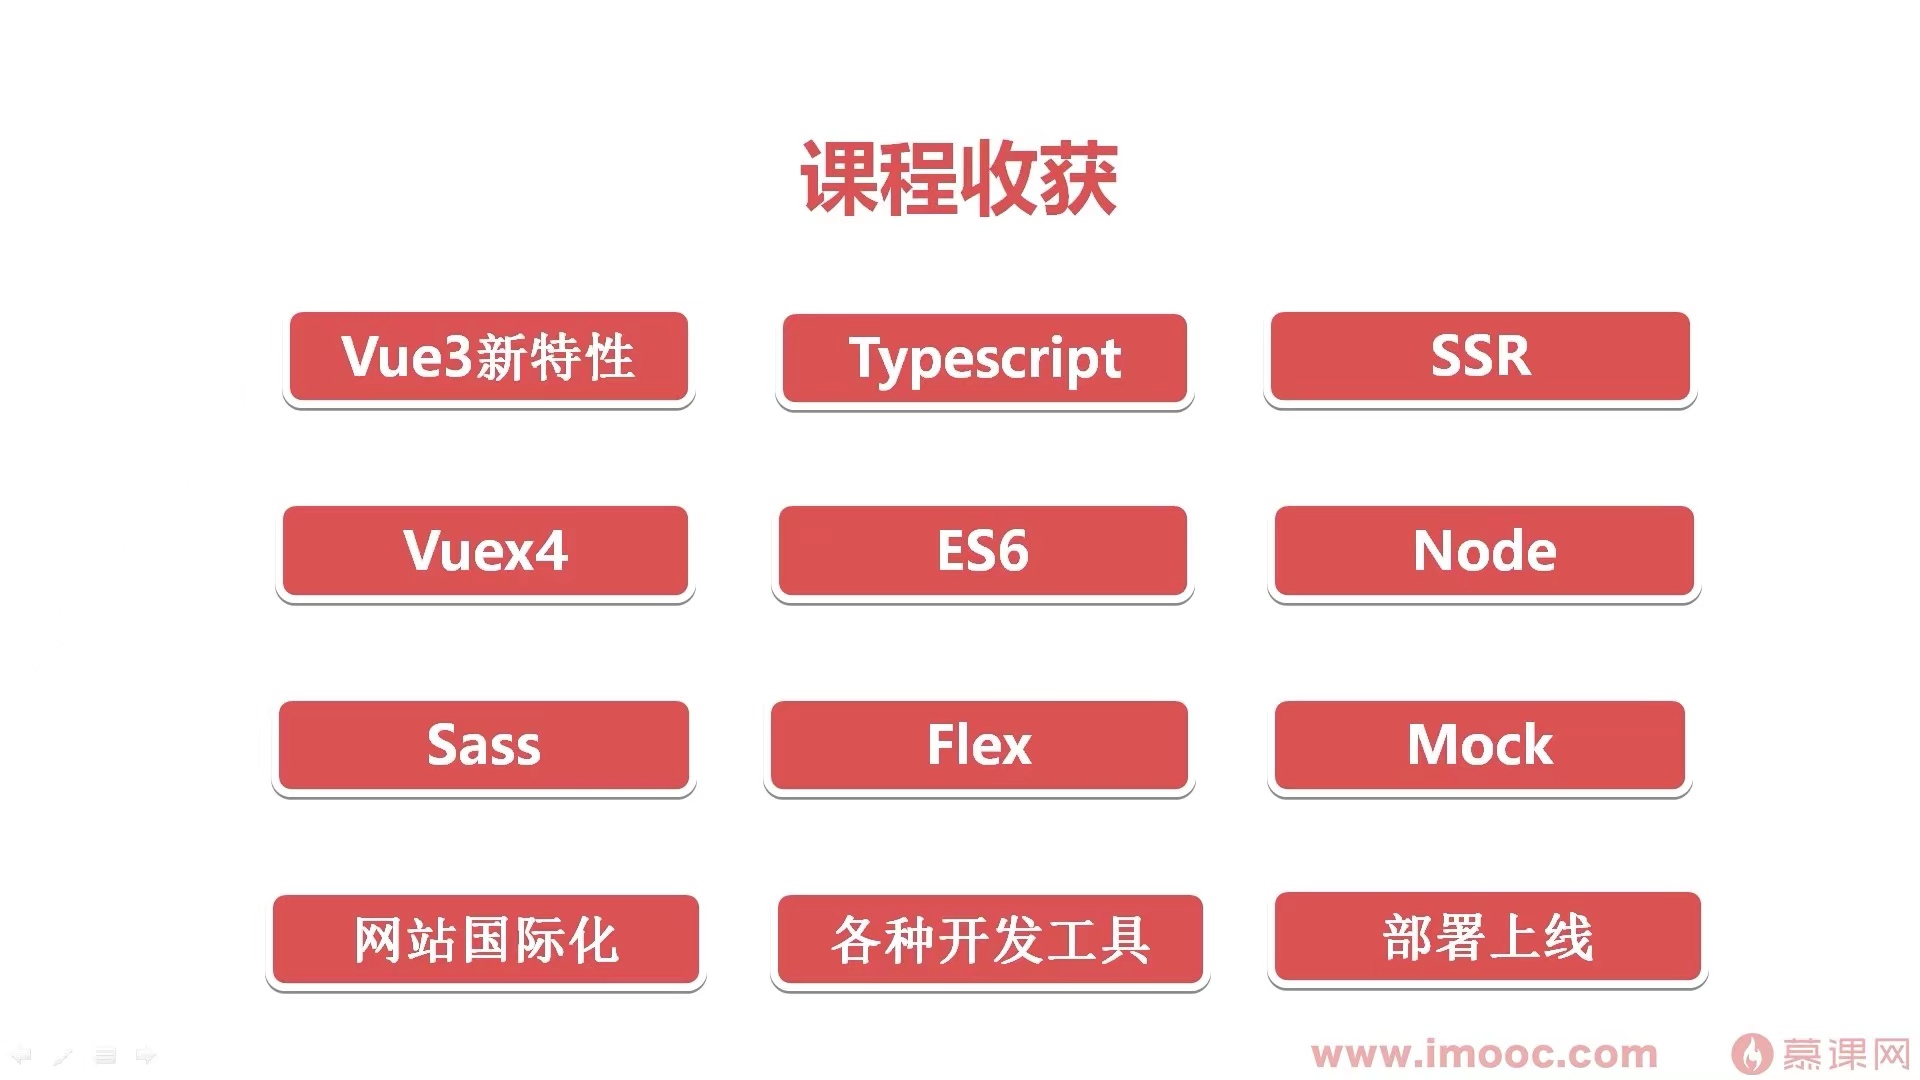 课程收获
Vue3新特性
Typescript
SSR
Vuex4
ES6
Node
Sass
Flex
Mock
网站国际化
各种开发工具
部署上线
www.imooc.com
慕课网